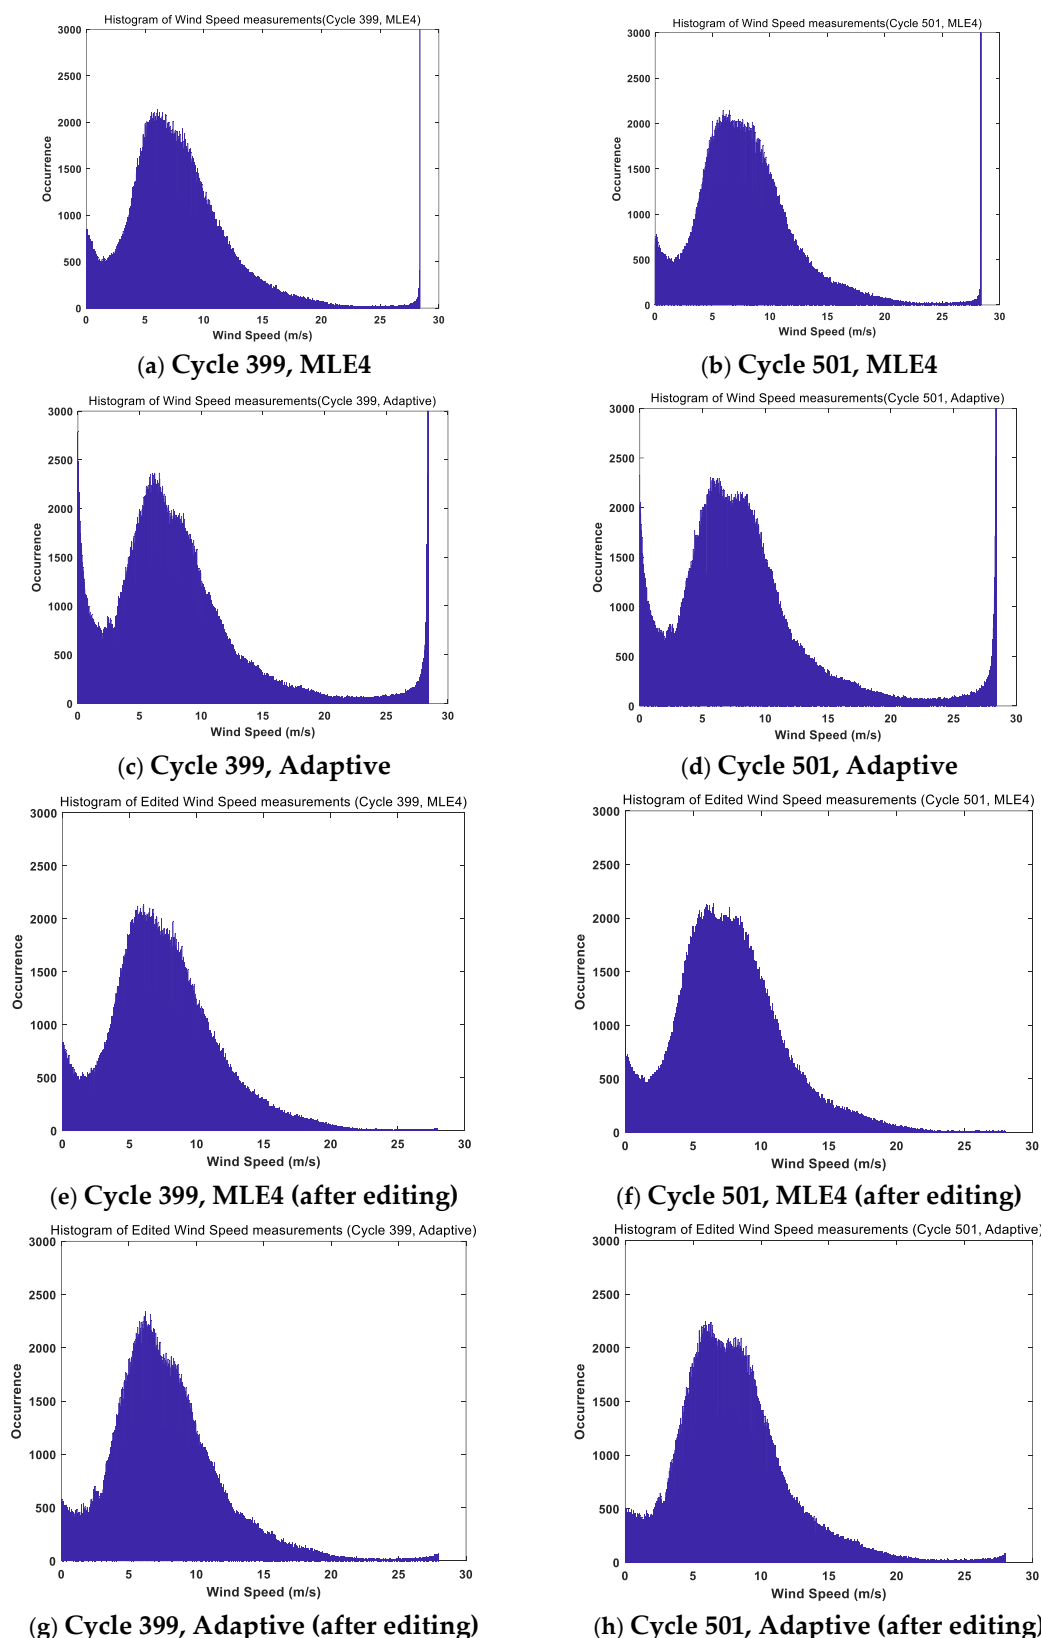 Histogram of Wind Speed measurements(Cycle 399, MLE4)
3000
2500
2000
1500
1000
500
0
Occurrence
0 5 10 15 20 25 30
Wind Speed (m/s)
(a) Cycle 399, MLE4
Histogram of Wind Speed measurements(Cycle 501, MLE4)
3000
2500
2000
1500
1000
500
0
Occurrence
0 5 10 15 20 25 30
Wind Speed (m/s)
(b) Cycle 501, MLE4
Histogram of Wind Speed measurements(Cycle 399, Adaptive)
3000
2500
2000
1500
1000
500
0
Occurrence
0 5 10 15 20 25 30
Wind Speed (m/s)
(c) Cycle 399, Adaptive
Histogram of Wind Speed measurements(Cycle 501, Adaptive)
3000
2500
2000
1500
1000
500
0
Occurrence
0 5 10 15 20 25 30
Wind Speed (m/s)
(d) Cycle 501, Adaptive
Histogram of Edited Wind Speed measurements (Cycle 399, MLE4)
3000
2500
2000
1500
1000
500
0
Occurrence
0 5 10 15 20 25 30
Wind Speed (m/s)
(e) Cycle 399, MLE4 (after editing)
Histogram of Edited Wind Speed measurements (Cycle 501, MLE4)
3000
2500
2000
1500
1000
500
0
Occurrence
0 5 10 15 20 25 30
Wind Speed (m/s)
(f) Cycle 501, MLE4 (after editing)
Histogram of Edited Wind Speed measurements (Cycle 399, Adaptive)
3000
2500
2000
1500
1000
500
0
Occurrence
0 5 10 15 20 25 30
Wind Speed (m/s)
(g) Cycle 399, Adaptive (after editing)
Histogram of Edited Wind Speed measurements (Cycle 501, Adaptive)
3000
2500
2000
1500
1000
500
0
Occurrence
0 5 10 15 20 25 30
Wind Speed (m/s)
(h) Cycle 501, Adaptive (after editing)